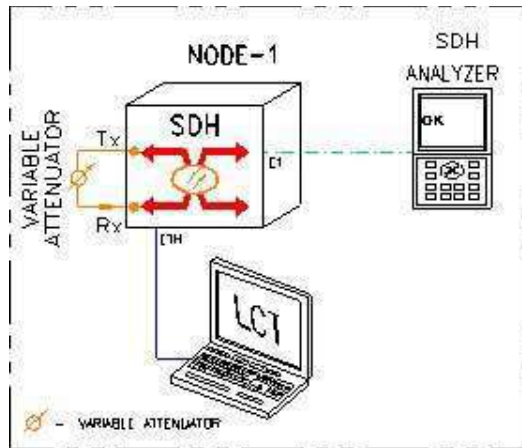 SDH
ANALYZER
NODE-1
OK
SDH
Tx
Rx
VARIABLE
ATTENUATOR
LCT
- VARIABLE ATTENUATOR